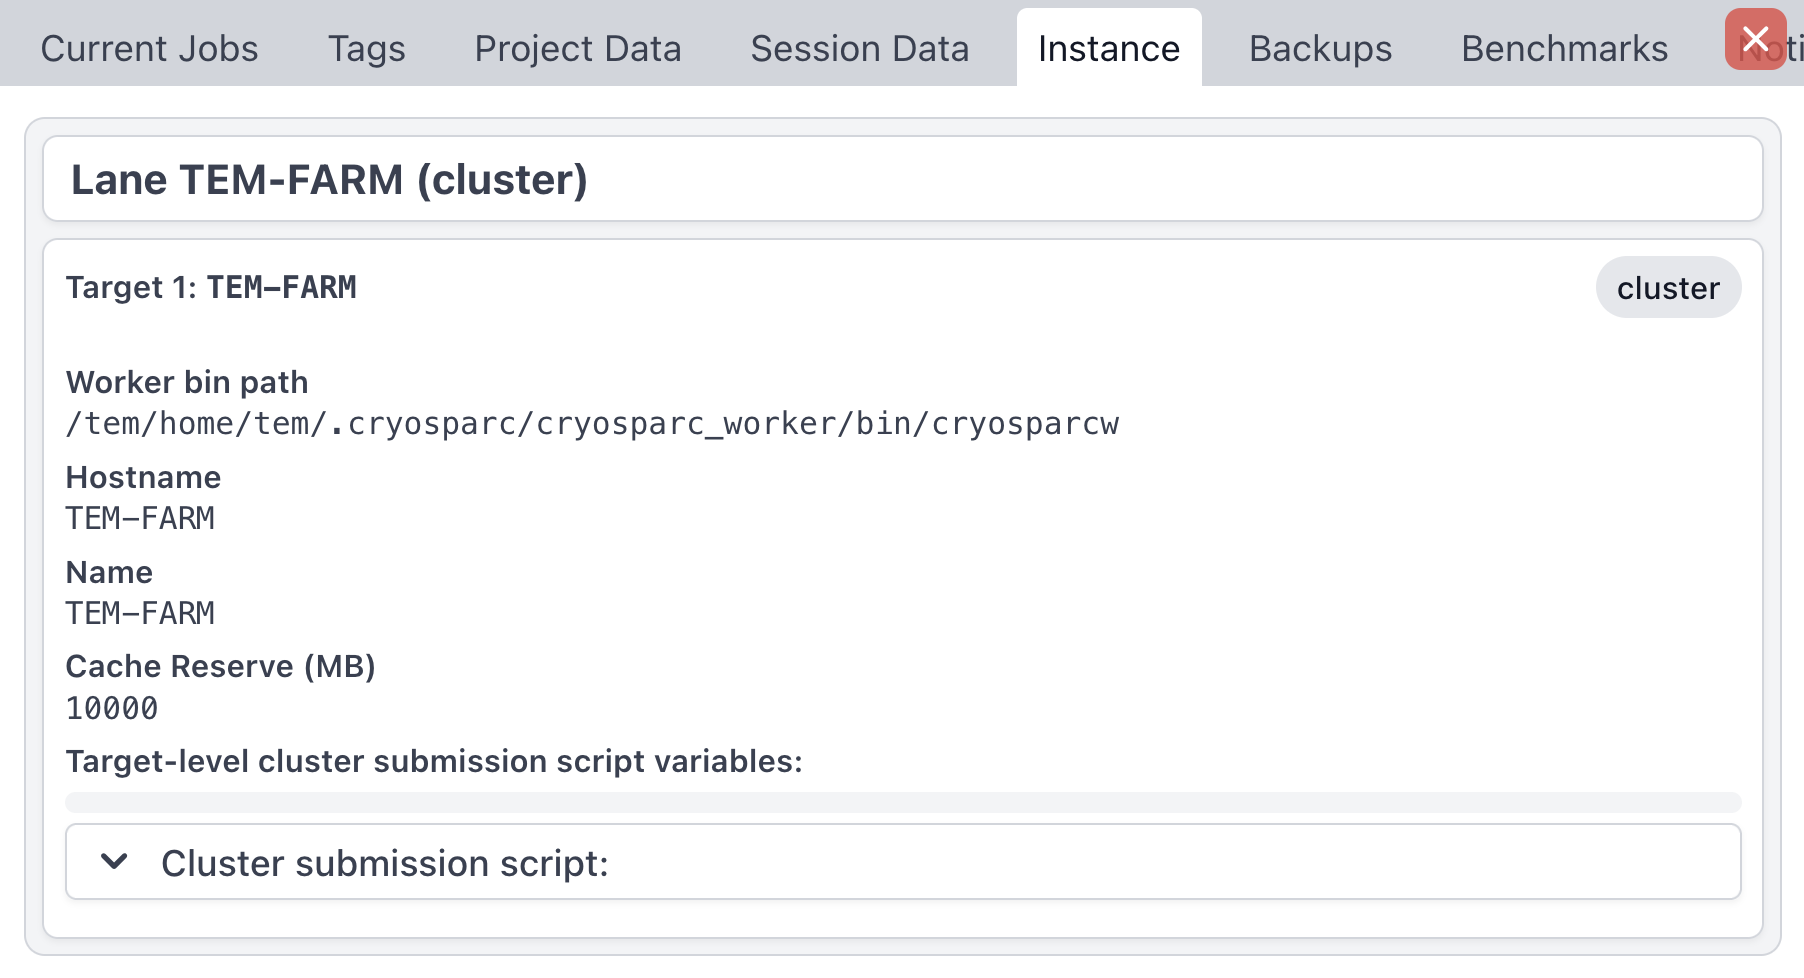 Current Jobs Tags Project Data Session Data Instance Backups Benchmarks
Lane TEM-FARM (cluster)
Target 1: TEM-FARM cluster
Worker bin path
/tem/home/tem/.cryosparc/cryosparc_worker/bin/cryosparcw
Hostname
TEM-FARM
Name
TEM-FARM
Cache Reserve (MB)
10000
Target-level cluster submission script variables:
Cluster submission script: